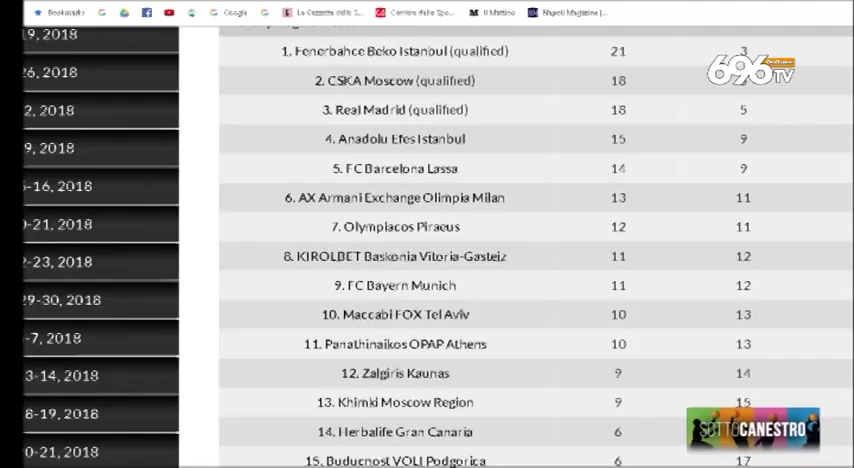 Bookmarks Google La Gazzetta dello S... Corriere dello Spo... Il Mattino Napoli Magazine |...
19, 2018
1. Fenerbahce Beko Istanbul (qualified) 21 3
26, 2018
2. CSKA Moscow (qualified) 18
696 TV
2, 2018
3. Real Madrid (qualified) 18 5
4. Anadolu Efes Istanbul 15 9
9, 2018
5. FC Barcelona Lassa 14 9
-16, 2018
6. AX Armani Exchange Olimpia Milan 13 11
-21, 2018
7. Olympiacos Piraeus 12 11
8. KIROLBET Baskonia Vitoria-Gasteiz 11 12
-23, 2018
9. FC Bayern Munich 11 12
29-30, 2018
10. Maccabi FOX Tel Aviv 10 13
-7, 2018
11. Panathinaikos OPAP Athens 10 13
12. Zalgiris Kaunas 9 14
3-14, 2018
13. Khimki Moscow Region 9 15
8-19, 2018
14. Herbalife Gran Canaria 6
SOTTOCANESTRO
0-21, 2018
15. Buducnost VOLI Podgorica 6 17